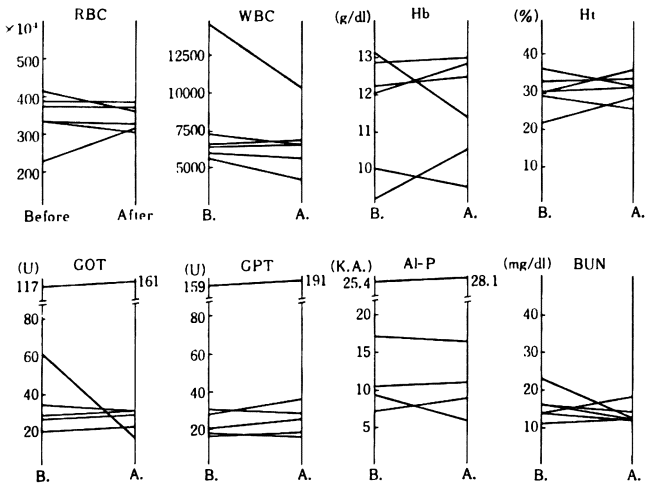 RBC WBC Hb Ht
×10⁴ (g/dl) (%)
500 12500 13 40
400 10000 12 30
300 7500 11 20
200 5000 10 10
Before After B. A. B. A. B. A.
GOT GPT Al-P BUN
(U) (U) (K.A.) (mg/dl)
117 161 159 191 25.4 28.1
80 80 20 40
60 60 15 30
40 40 10 20
20 20 5 10
B. A. B. A. B. A. B. A.